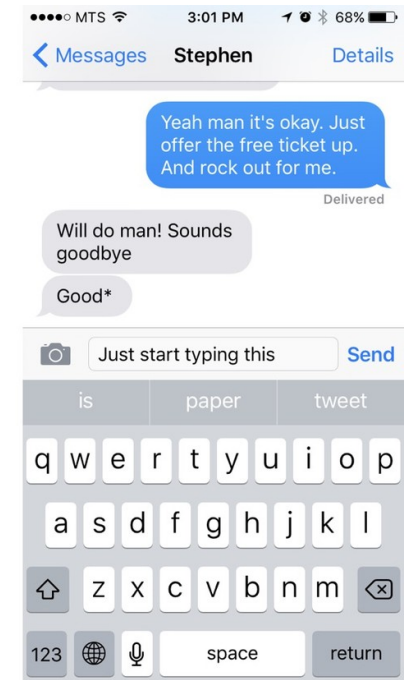 MTS 3:01 PM 68%
Messages Stephen Details
Yeah man it's okay. Just
offer the free ticket up.
And rock out for me.
Delivered
Will do man! Sounds
goodbye
Good*
Just start typing this Send
is paper tweet
q w e r t y u i o p
a s d f g h j k l
z x c v b n m
123 space return